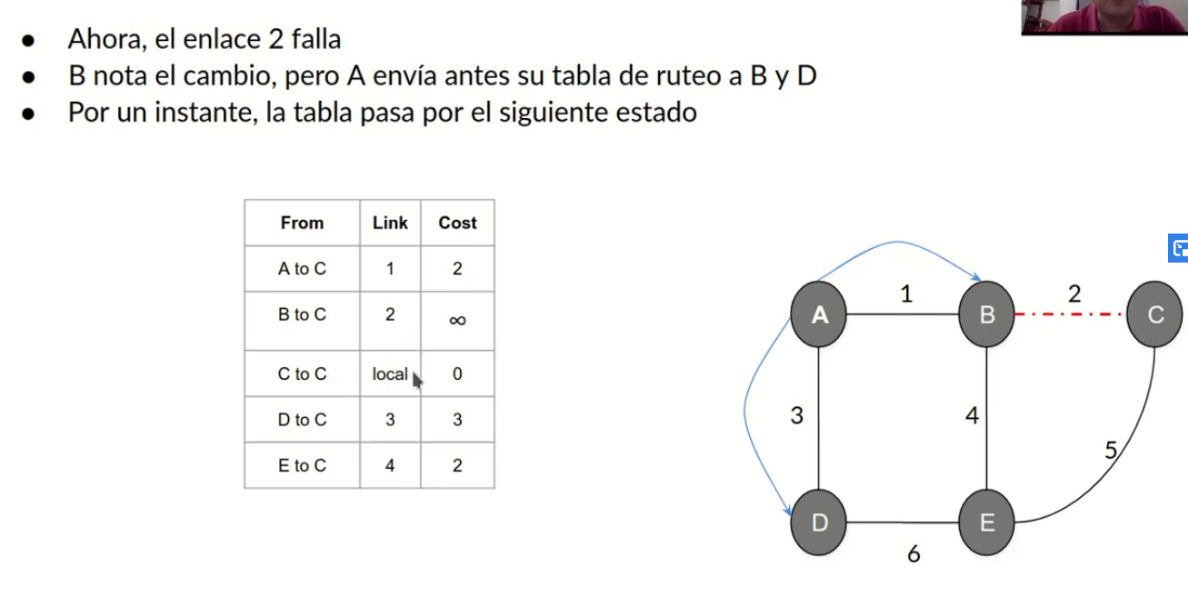 ● Ahora, el enlace 2 falla
● B nota el cambio, pero A envía antes su tabla de ruteo a B y D
● Por un instante, la tabla pasa por el siguiente estado
From Link Cost
A to C 1 2
B to C 2 ∞
C to C local 0
D to C 3 3
E to C 4 2
A 1 B 2 C
3 4 5
D 6 E